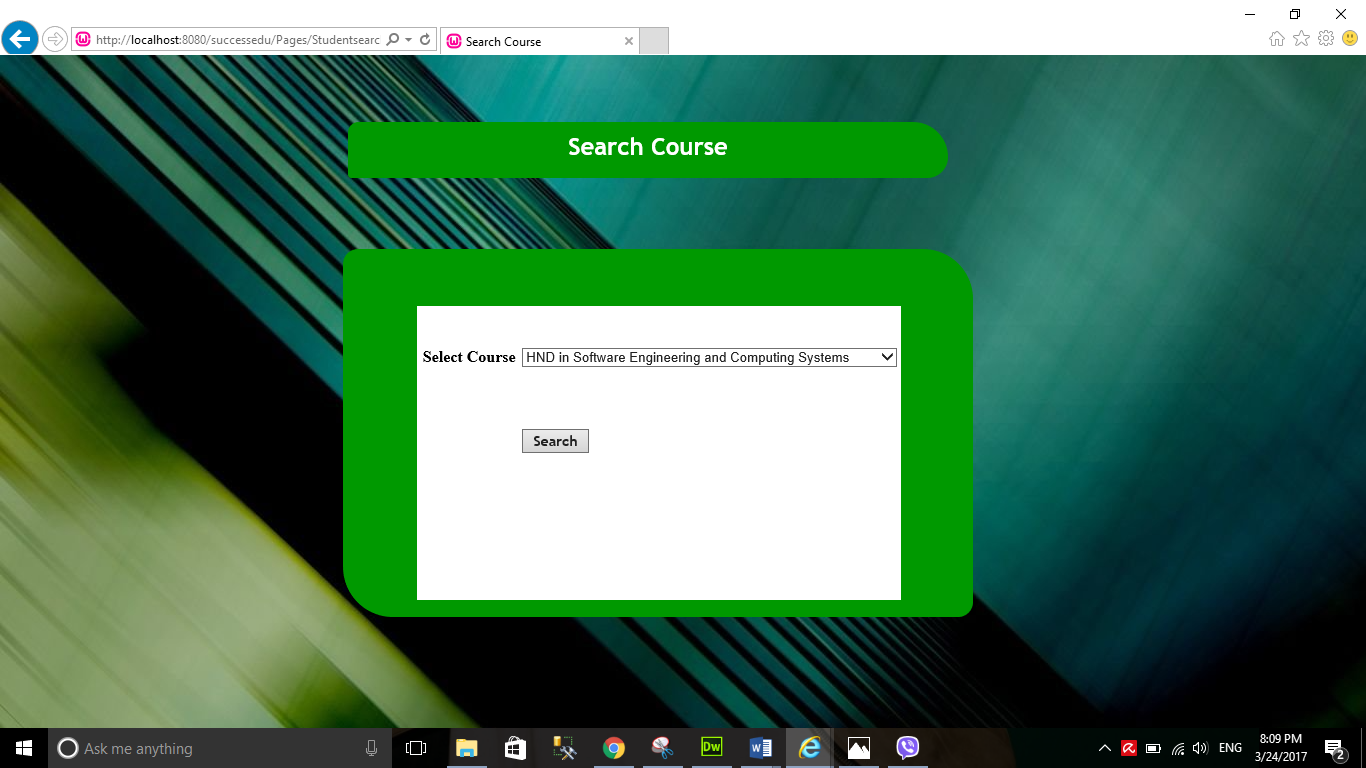 http://localhost:8080/successedu/Pages/Studentsearc
Search Course
Search Course
Select Course HND in Software Engineering and Computing Systems
Search
Ask me anything
Dw
ENG
8:09 PM
3/24/2017
2